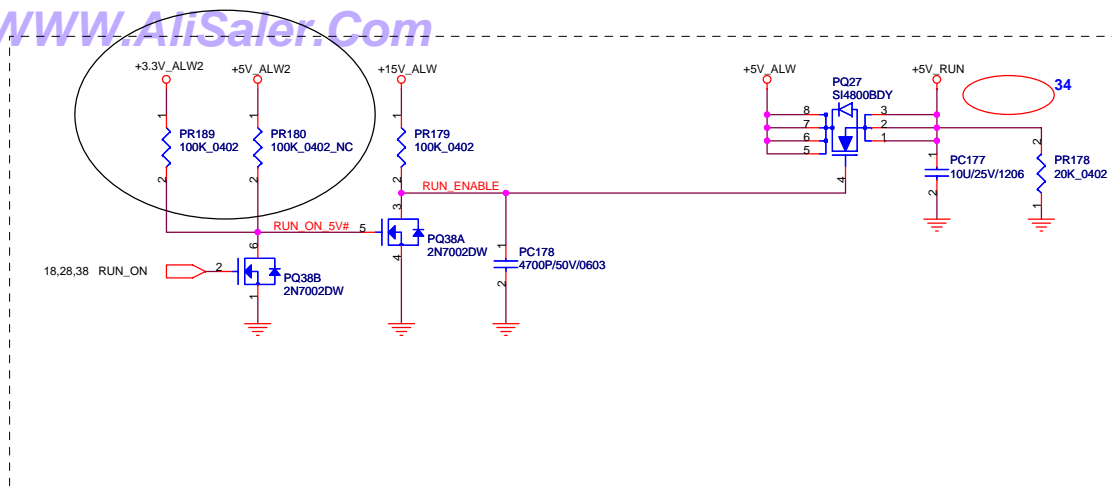 WWW.AliSaler.Com
+3.3V_ALW2
+5V_ALW2
+15V_ALW
+5V_ALW
+5V_RUN
34
PQ27
SI4800BDY
1
1
1
8
7
6
5
3
2
1
4
PR189
100K_0402
PR180
100K_0402_NC
PR179
100K_0402
2
2
2
RUN_ENABLE
1
PC177
10U/25V/1206
2
2
PR178
20K_0402
1
RUN_ON_5V#
5
3
PQ38A
2N7002DW
4
1
PC178
4700P/50V/0603
2
18,28,38 RUN_ON
2
6
PQ38B
2N7002DW
1